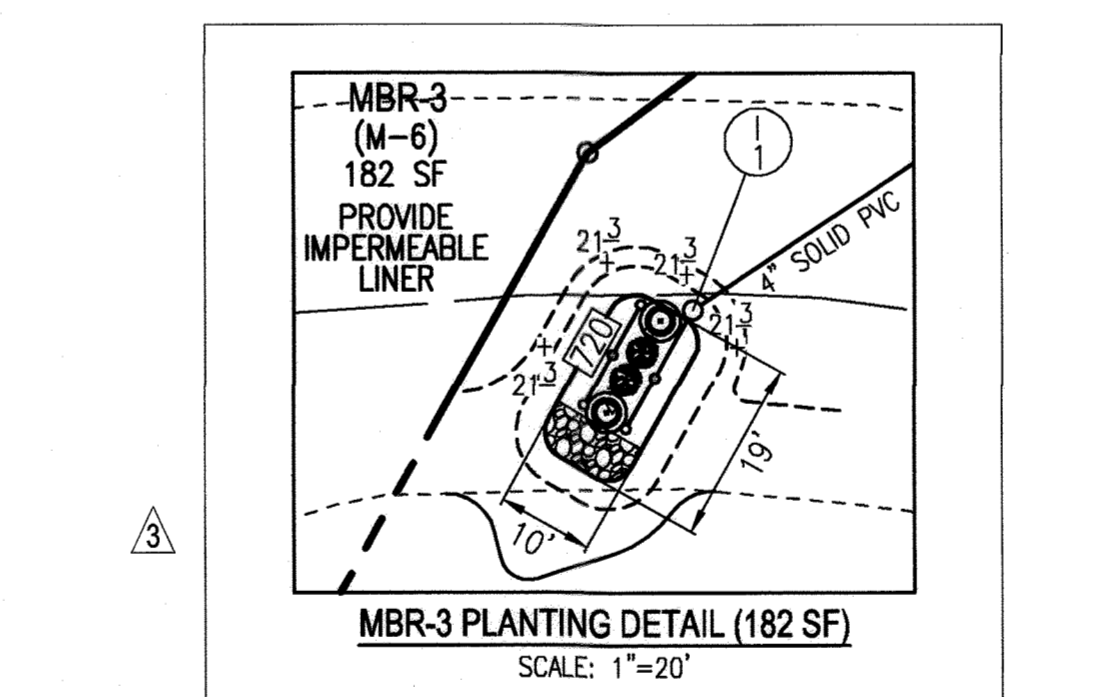 MBR-3
(M-6)
182 SF
PROVIDE
IMPERMEABLE
LINER
I
1
4" SOLID PVC
21 3
21 3
21 3
21 3
720
19'
10'
3
MBR-3 PLANTING DETAIL (182 SF)
SCALE: 1"=20'